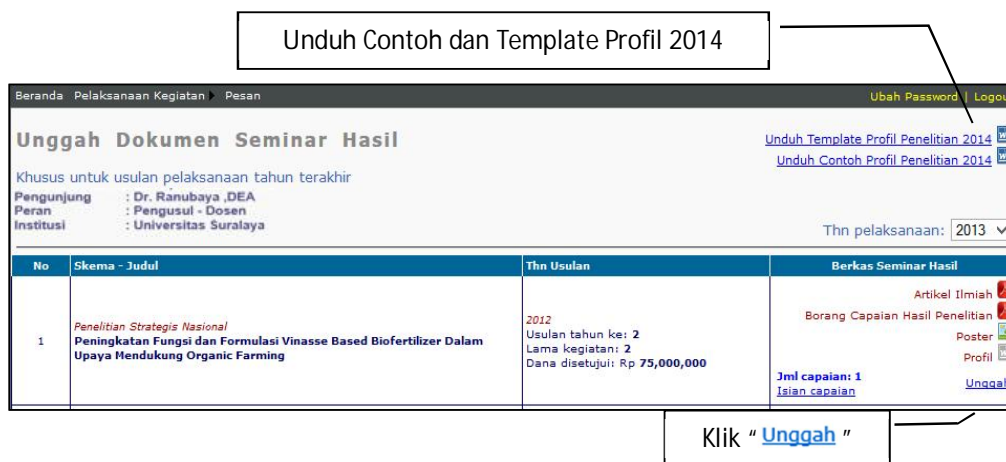 Unduh Contoh dan Template Profil 2014
Beranda Pelaksanaan Kegiatan Pesan
Ubah Password | Logou
Unggah Dokumen Seminar Hasil
Unduh Template Profil Penelitian 2014
Unduh Contoh Profil Penelitian 2014
Khusus untuk usulan pelaksanaan tahun terakhir
Pengunjung : Dr. Ranubaya ,DEA
Peran : Pengusul - Dosen
Institusi : Universitas Suralaya
Thn pelaksanaan: 2013
No Skema - Judul Thn Usulan Berkas Seminar Hasil
1
Penelitian Strategis Nasional
Peningkatan Fungsi dan Formulasi Vinasse Based Biofertilizer Dalam
Upaya Mendukung Organic Farming
2012
Usulan tahun ke: 2
Lama kegiatan: 2
Dana disetujui: Rp 75,000,000
Artikel Ilmiah
Borang Capaian Hasil Penelitian
Poster
Profil
Jml capaian: 1
Isian capaian
Unggah
Klik " Unggah "